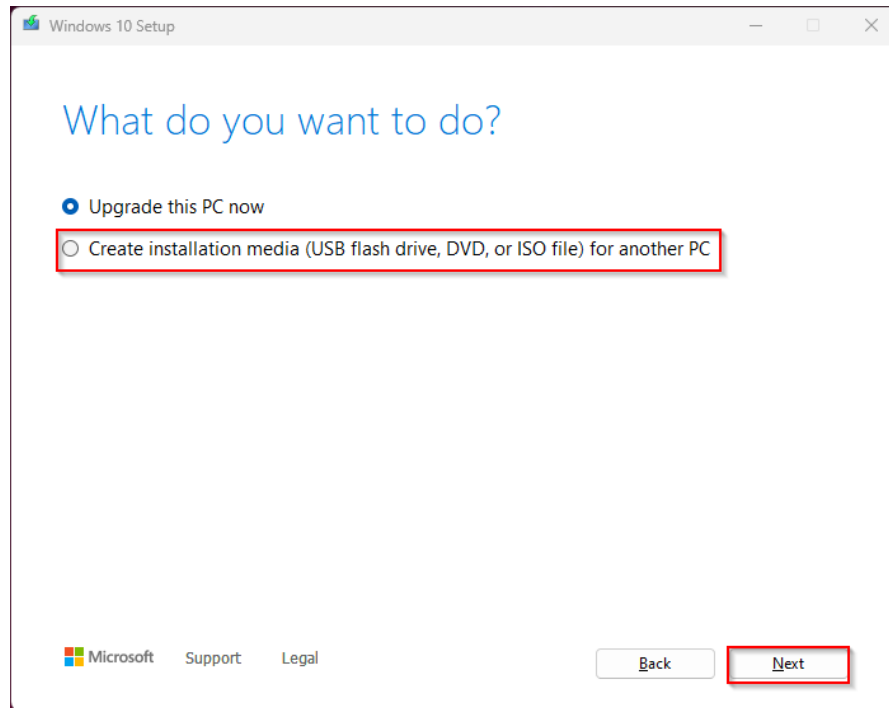 Windows 10 Setup
What do you want to do?
Upgrade this PC now
Create installation media (USB flash drive, DVD, or ISO file) for another PC
Microsoft Support Legal Back Next